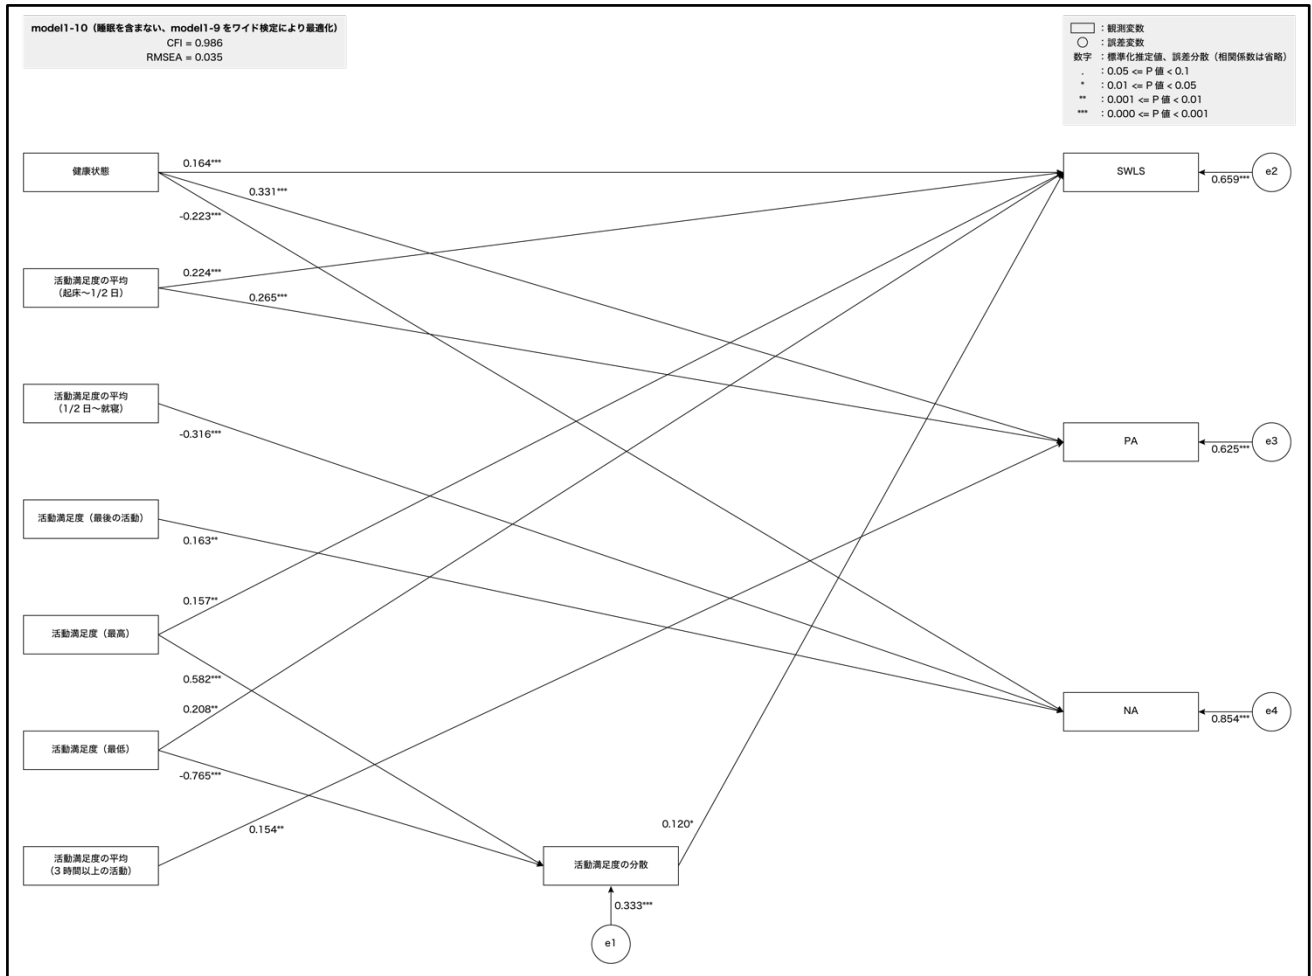 model1-10（睡眠を含まない、model1-9 をワイド検定により最適化）
CFI = 0.986
RMSEA = 0.035
：観測変数
：誤差変数
数字 ：標準化推定値、誤差分散（相関係数は省略）
. ：0.05 <= P 値 < 0.1
* ：0.01 <= P 値 < 0.05
** ：0.001 <= P 値 < 0.01
*** ：0.000 <= P 値 < 0.001
健康状態
0.164***
0.331***
-0.223***
SWLS
0.659***
e2
活動満足度の平均
（起床〜1/2 日）
0.224***
0.265***
活動満足度の平均
（1/2 日〜就寝）
-0.316***
PA
0.625***
e3
活動満足度（最後の活動）
0.163**
活動満足度（最高）
0.157**
0.582***
NA
0.854***
e4
活動満足度（最低）
0.208**
-0.765***
活動満足度の平均
（3 時間以上の活動）
0.154**
活動満足度の分散
0.120*
0.333***
e1